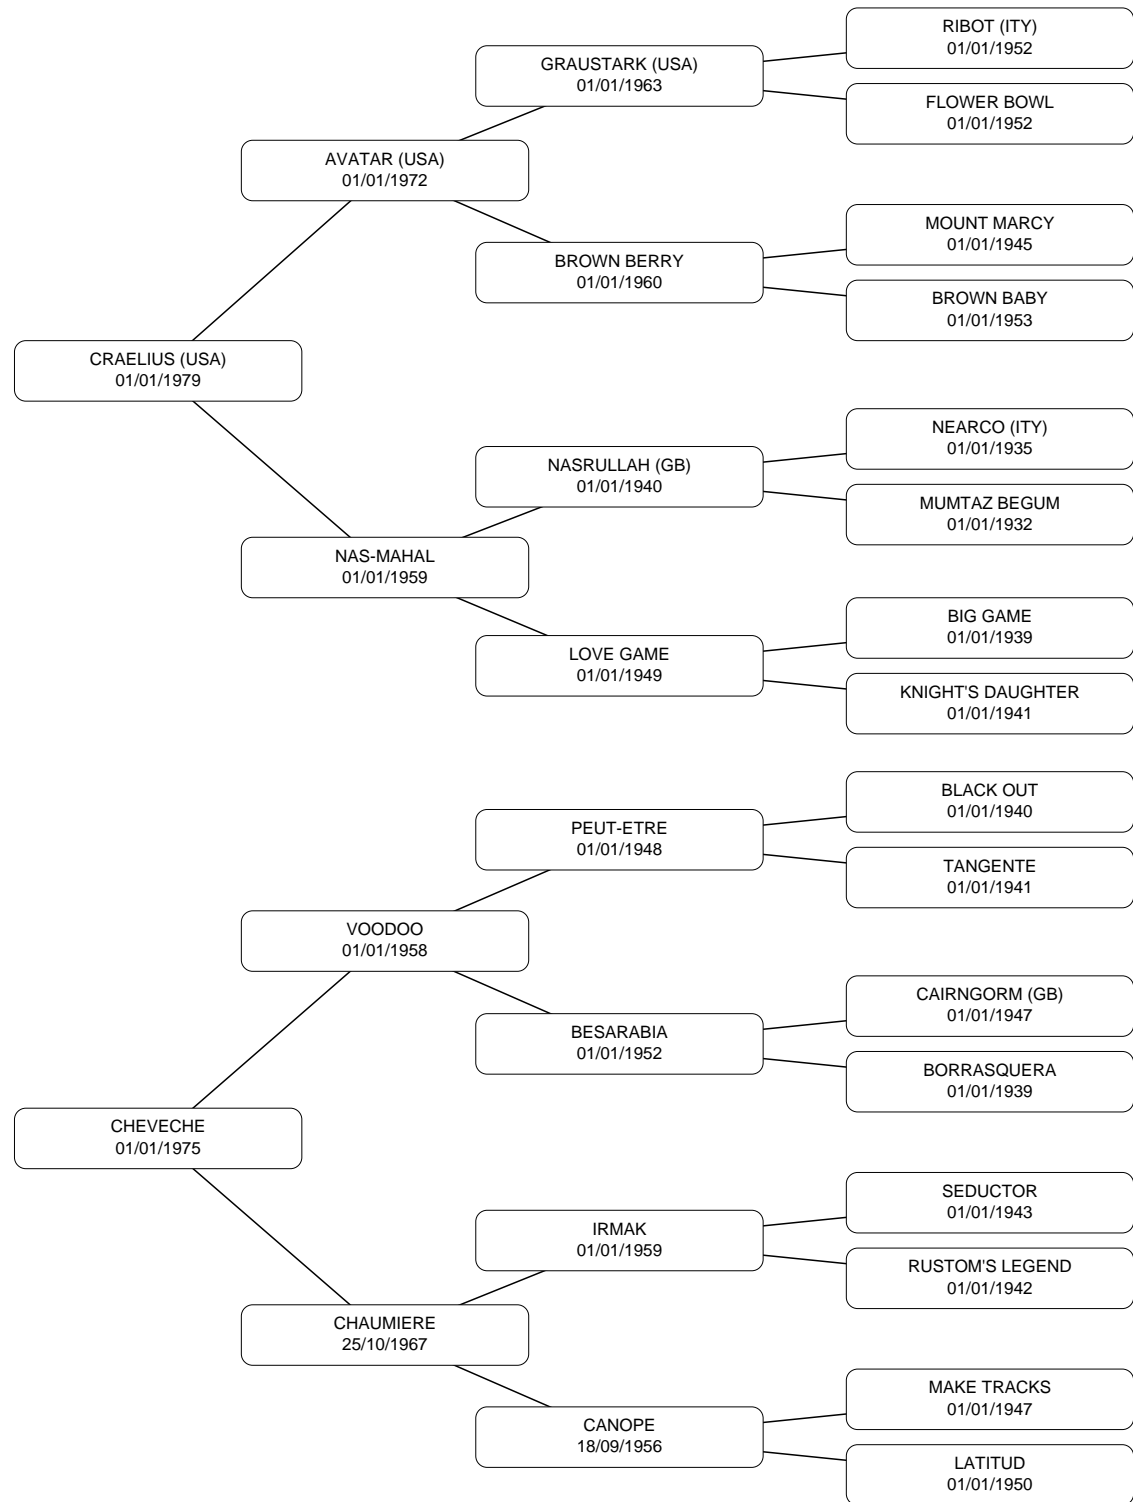 RIBOT (ITY)
01/01/1952
GRAUSTARK (USA)
01/01/1963
FLOWER BOWL
01/01/1952
AVATAR (USA)
01/01/1972
MOUNT MARCY
01/01/1945
BROWN BERRY
01/01/1960
BROWN BABY
01/01/1953
CRAELIUS (USA)
01/01/1979
NEARCO (ITY)
01/01/1935
NASRULLAH (GB)
01/01/1940
MUMTAZ BEGUM
01/01/1932
NAS-MAHAL
01/01/1959
BIG GAME
01/01/1939
LOVE GAME
01/01/1949
KNIGHT'S DAUGHTER
01/01/1941
BLACK OUT
01/01/1940
PEUT-ETRE
01/01/1948
TANGENTE
01/01/1941
VOODOO
01/01/1958
CAIRNGORM (GB)
01/01/1947
BESARABIA
01/01/1952
BORRASQUERA
01/01/1939
CHEVECHE
01/01/1975
SEDUCTOR
01/01/1943
IRMAK
01/01/1959
RUSTOM'S LEGEND
01/01/1942
CHAUMIERE
25/10/1967
MAKE TRACKS
01/01/1947
CANOPE
18/09/1956
LATITUD
01/01/1950